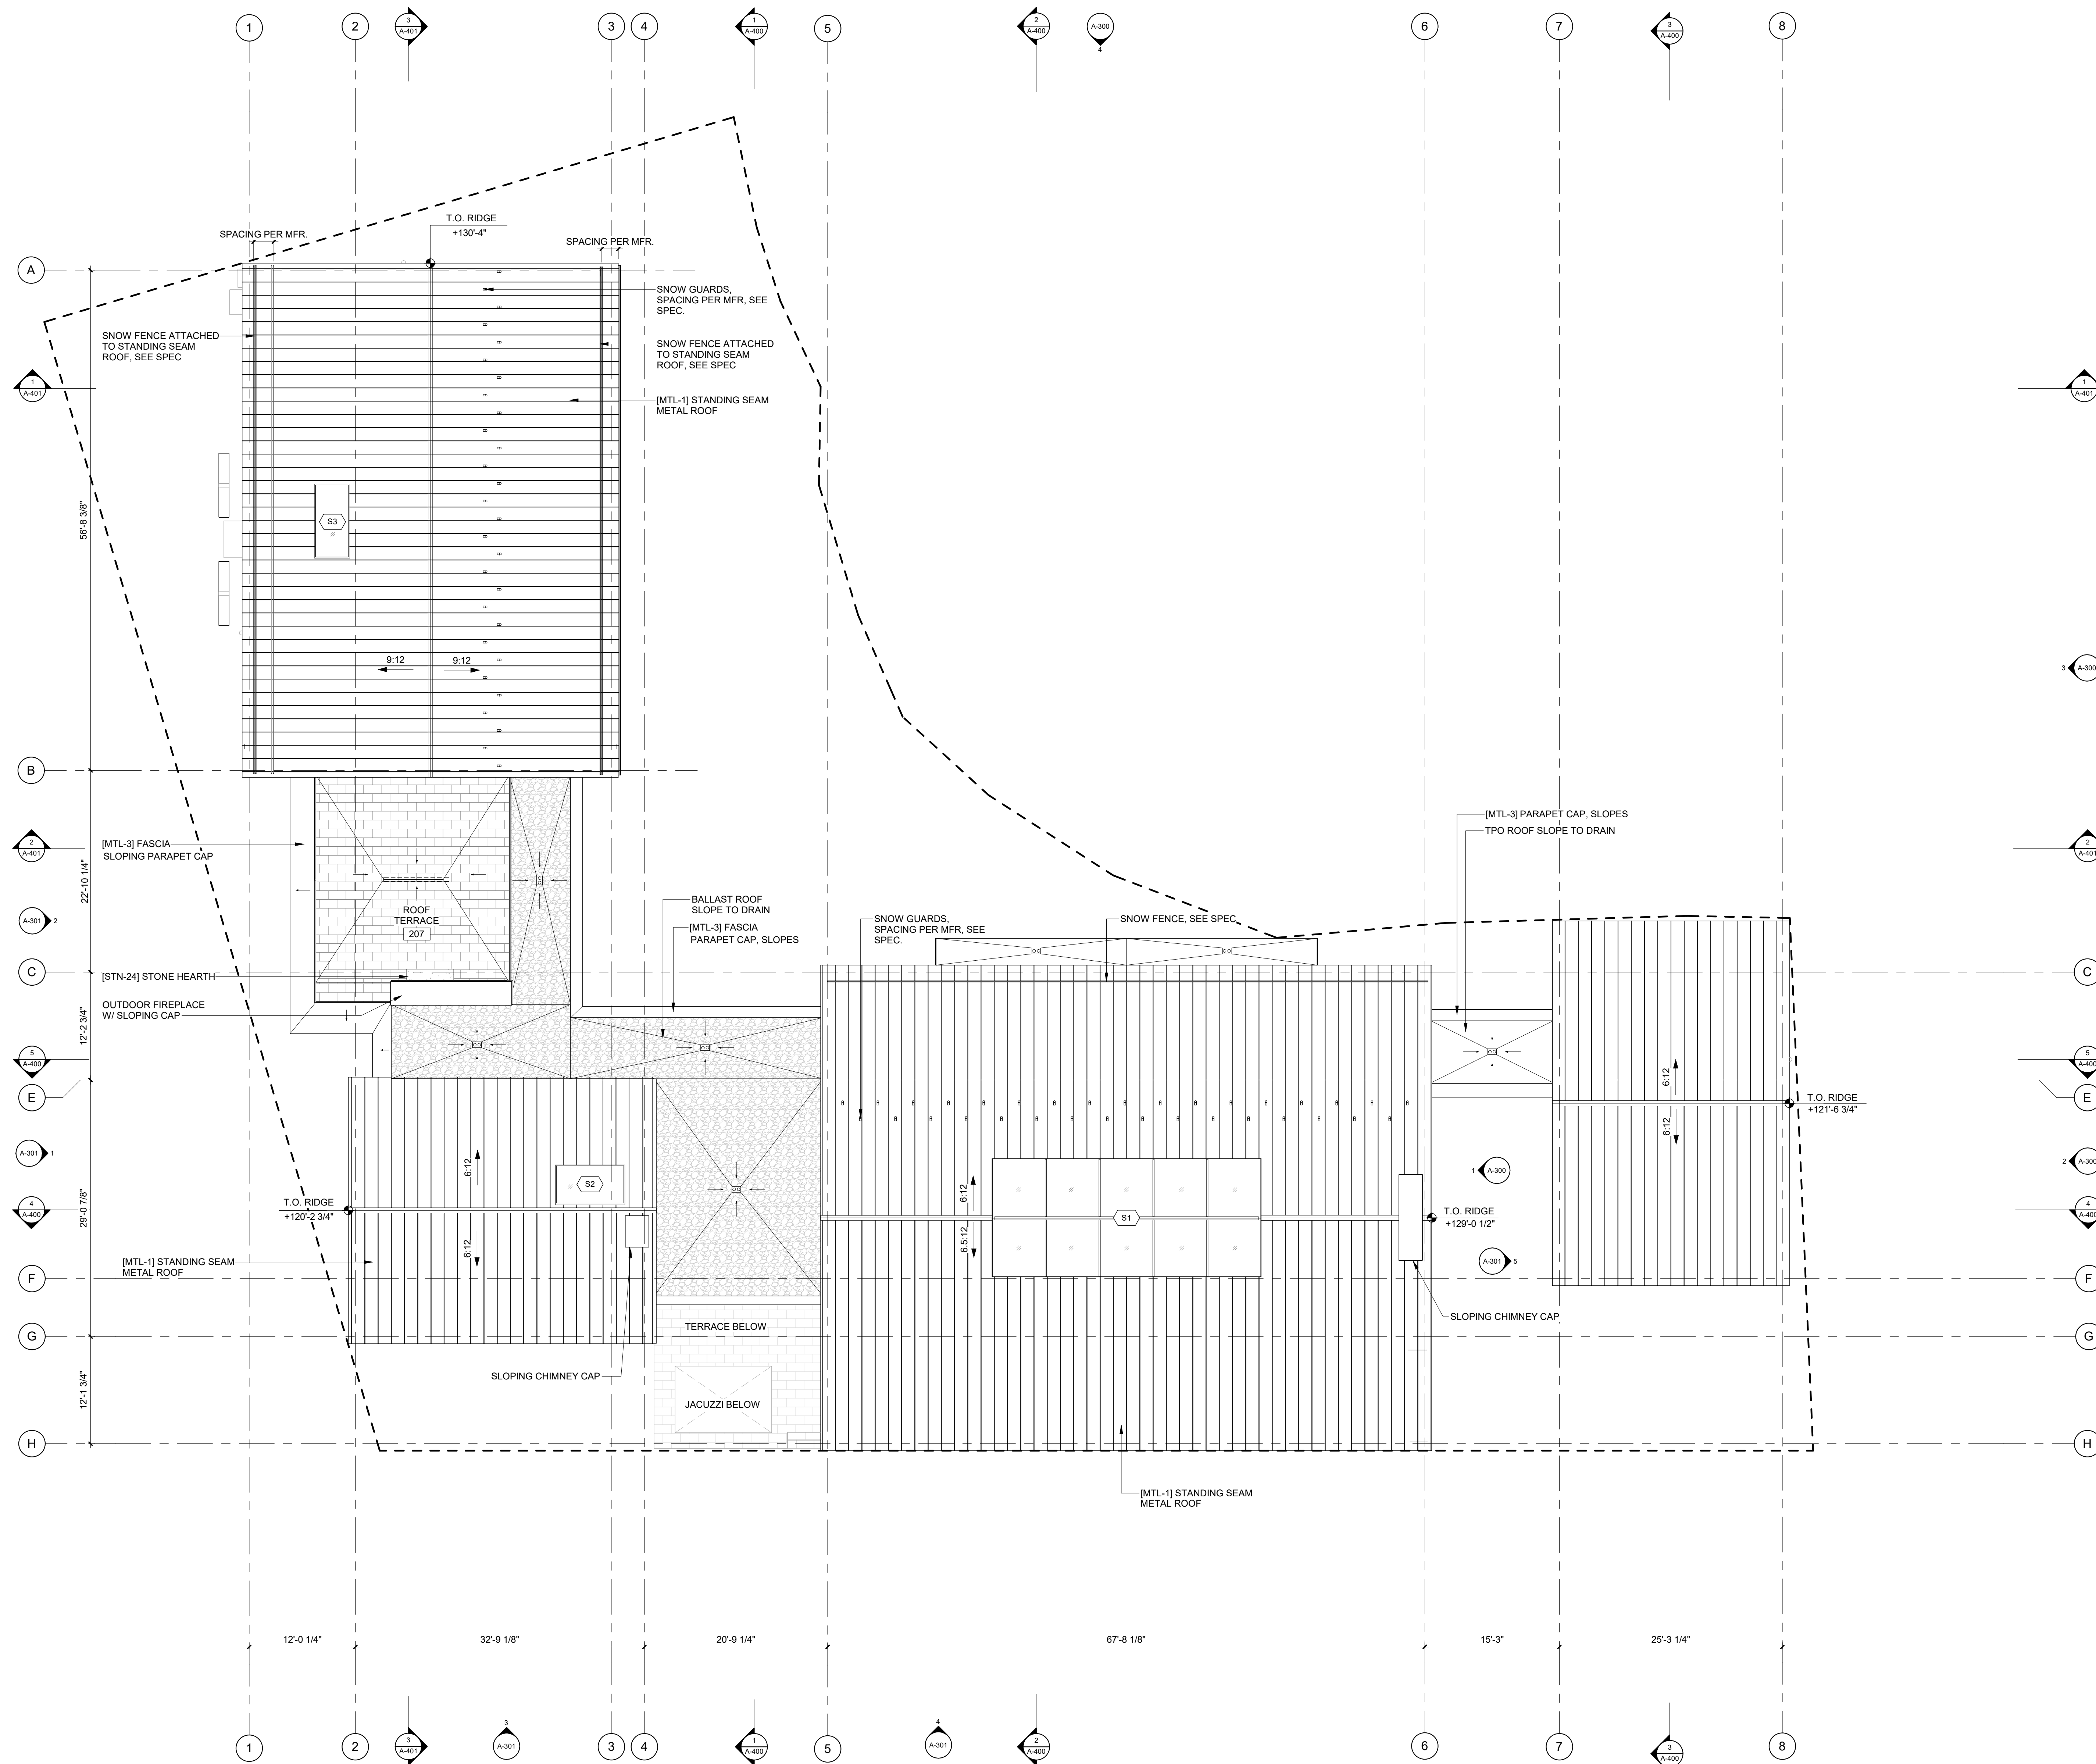 1
2
3
A-401
3
4
1
A-400
5
2
A-400
A-300
4
6
7
3
A-400
8
T.O. RIDGE
+130'-4"
SPACING PER MFR.
SPACING PER MFR.
A
SNOW GUARDS,
SPACING PER MFR, SEE
SPEC.
SNOW FENCE ATTACHED
TO STANDING SEAM
ROOF, SEE SPEC
SNOW FENCE ATTACHED
TO STANDING SEAM
ROOF, SEE SPEC
1
A-401
1
A-401
[MTL-1] STANDING SEAM
METAL ROOF
56'-8 3/8"
S3
9:12
9:12
3
A-300
B
[MTL-3] PARAPET CAP, SLOPES
TPO ROOF SLOPE TO DRAIN
2
A-401
[MTL-3] FASCIA
SLOPING PARAPET CAP
2
A-401
22'-10 1/4"
BALLAST ROOF
SLOPE TO DRAIN
ROOF
TERRACE
207
A-301
2
[MTL-3] FASCIA
PARAPET CAP, SLOPES
SNOW GUARDS,
SPACING PER MFR, SEE
SPEC.
SNOW FENCE, SEE SPEC
C
[STN-24] STONE HEARTH
C
OUTDOOR FIREPLACE
W/ SLOPING CAP
12'-2 3/4"
5
A-400
5
A-400
6:12
E
E
T.O. RIDGE
+121'-6 3/4"
6:12
A-301
1
6:12
S2
6:12
1
A-300
2
A-300
4
A-400
T.O. RIDGE
+120'-2 3/4"
29'-0 7/8"
S1
T.O. RIDGE
+129'-0 1/2"
4
A-400
6:12
6.5:12
[MTL-1] STANDING SEAM
METAL ROOF
A-301
5
F
F
SLOPING CHIMNEY CAP
TERRACE BELOW
G
G
SLOPING CHIMNEY CAP
12'-1 3/4"
JACUZZI BELOW
H
H
[MTL-1] STANDING SEAM
METAL ROOF
12'-0 1/4"
32'-9 1/8"
20'-9 1/4"
67'-8 1/8"
15'-3"
25'-3 1/4"
1
2
3
A-401
3
A-301
3
4
1
A-400
5
4
A-301
2
A-400
6
7
3
A-400
8